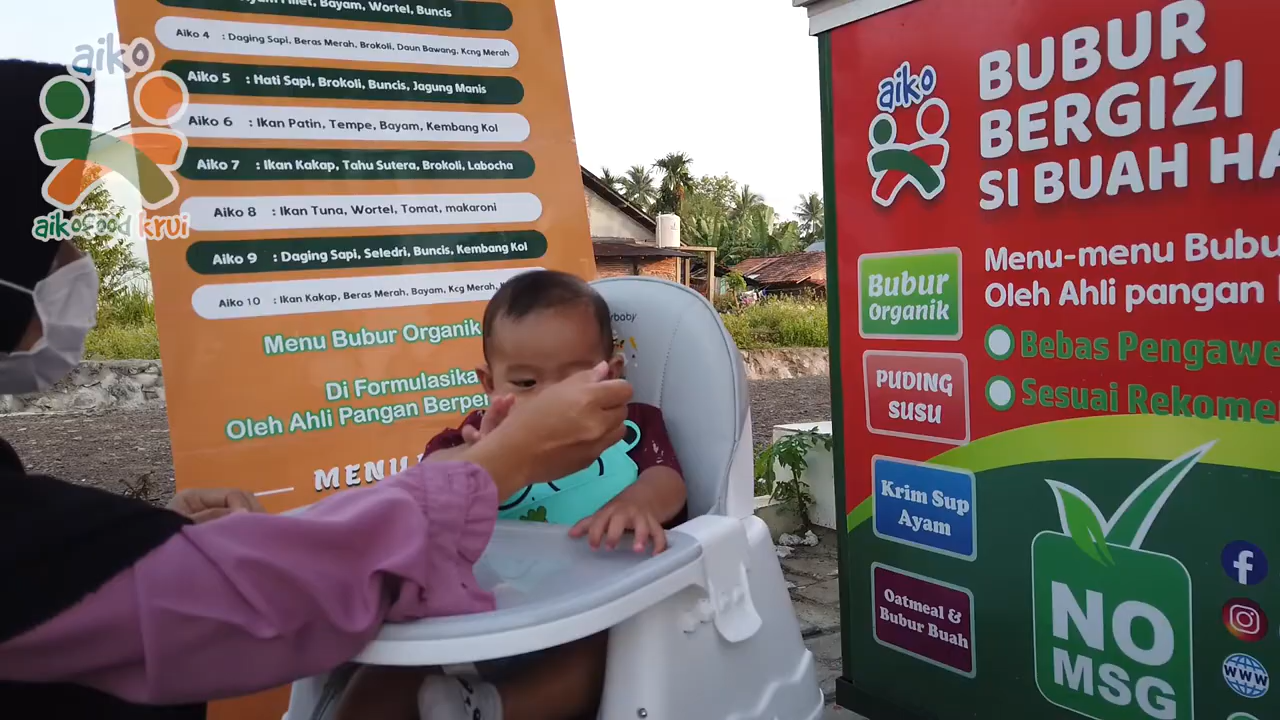 aiko
aikofood krui
Bayam, Wortel, Buncis
Aiko 4 : Daging Sapi, Beras Merah, Brokoli, Daun Bawang, Kcng Merah
Aiko 5 : Hati Sapi, Brokoli, Buncis, Jagung Manis
Aiko 6 : Ikan Patin, Tempe, Bayam, Kembang Kol
Aiko 7 : Ikan Kakap, Tahu Sutera, Brokoli, Labocha
Aiko 8 : Ikan Tuna, Wortel, Tomat, makaroni
Aiko 9 : Daging Sapi, Seledri, Buncis, Kembang Kol
Aiko 10 : Ikan Kakap, Beras Merah, Bayam, Kcg Merah,
Menu Bubur Organik
Di Formulasika
Oleh Ahli Pangan Berpe
MENU
aiko
BUBUR
BERGIZI
SI BUAH HA
Menu-menu Bubu
Oleh Ahli pangan
Bebas Pengawe
Sesuai Rekome
Bubur
Organik
PUDING
SUSU
Krim Sup
Ayam
Oatmeal &
Bubur Buah
NO
MSG
www